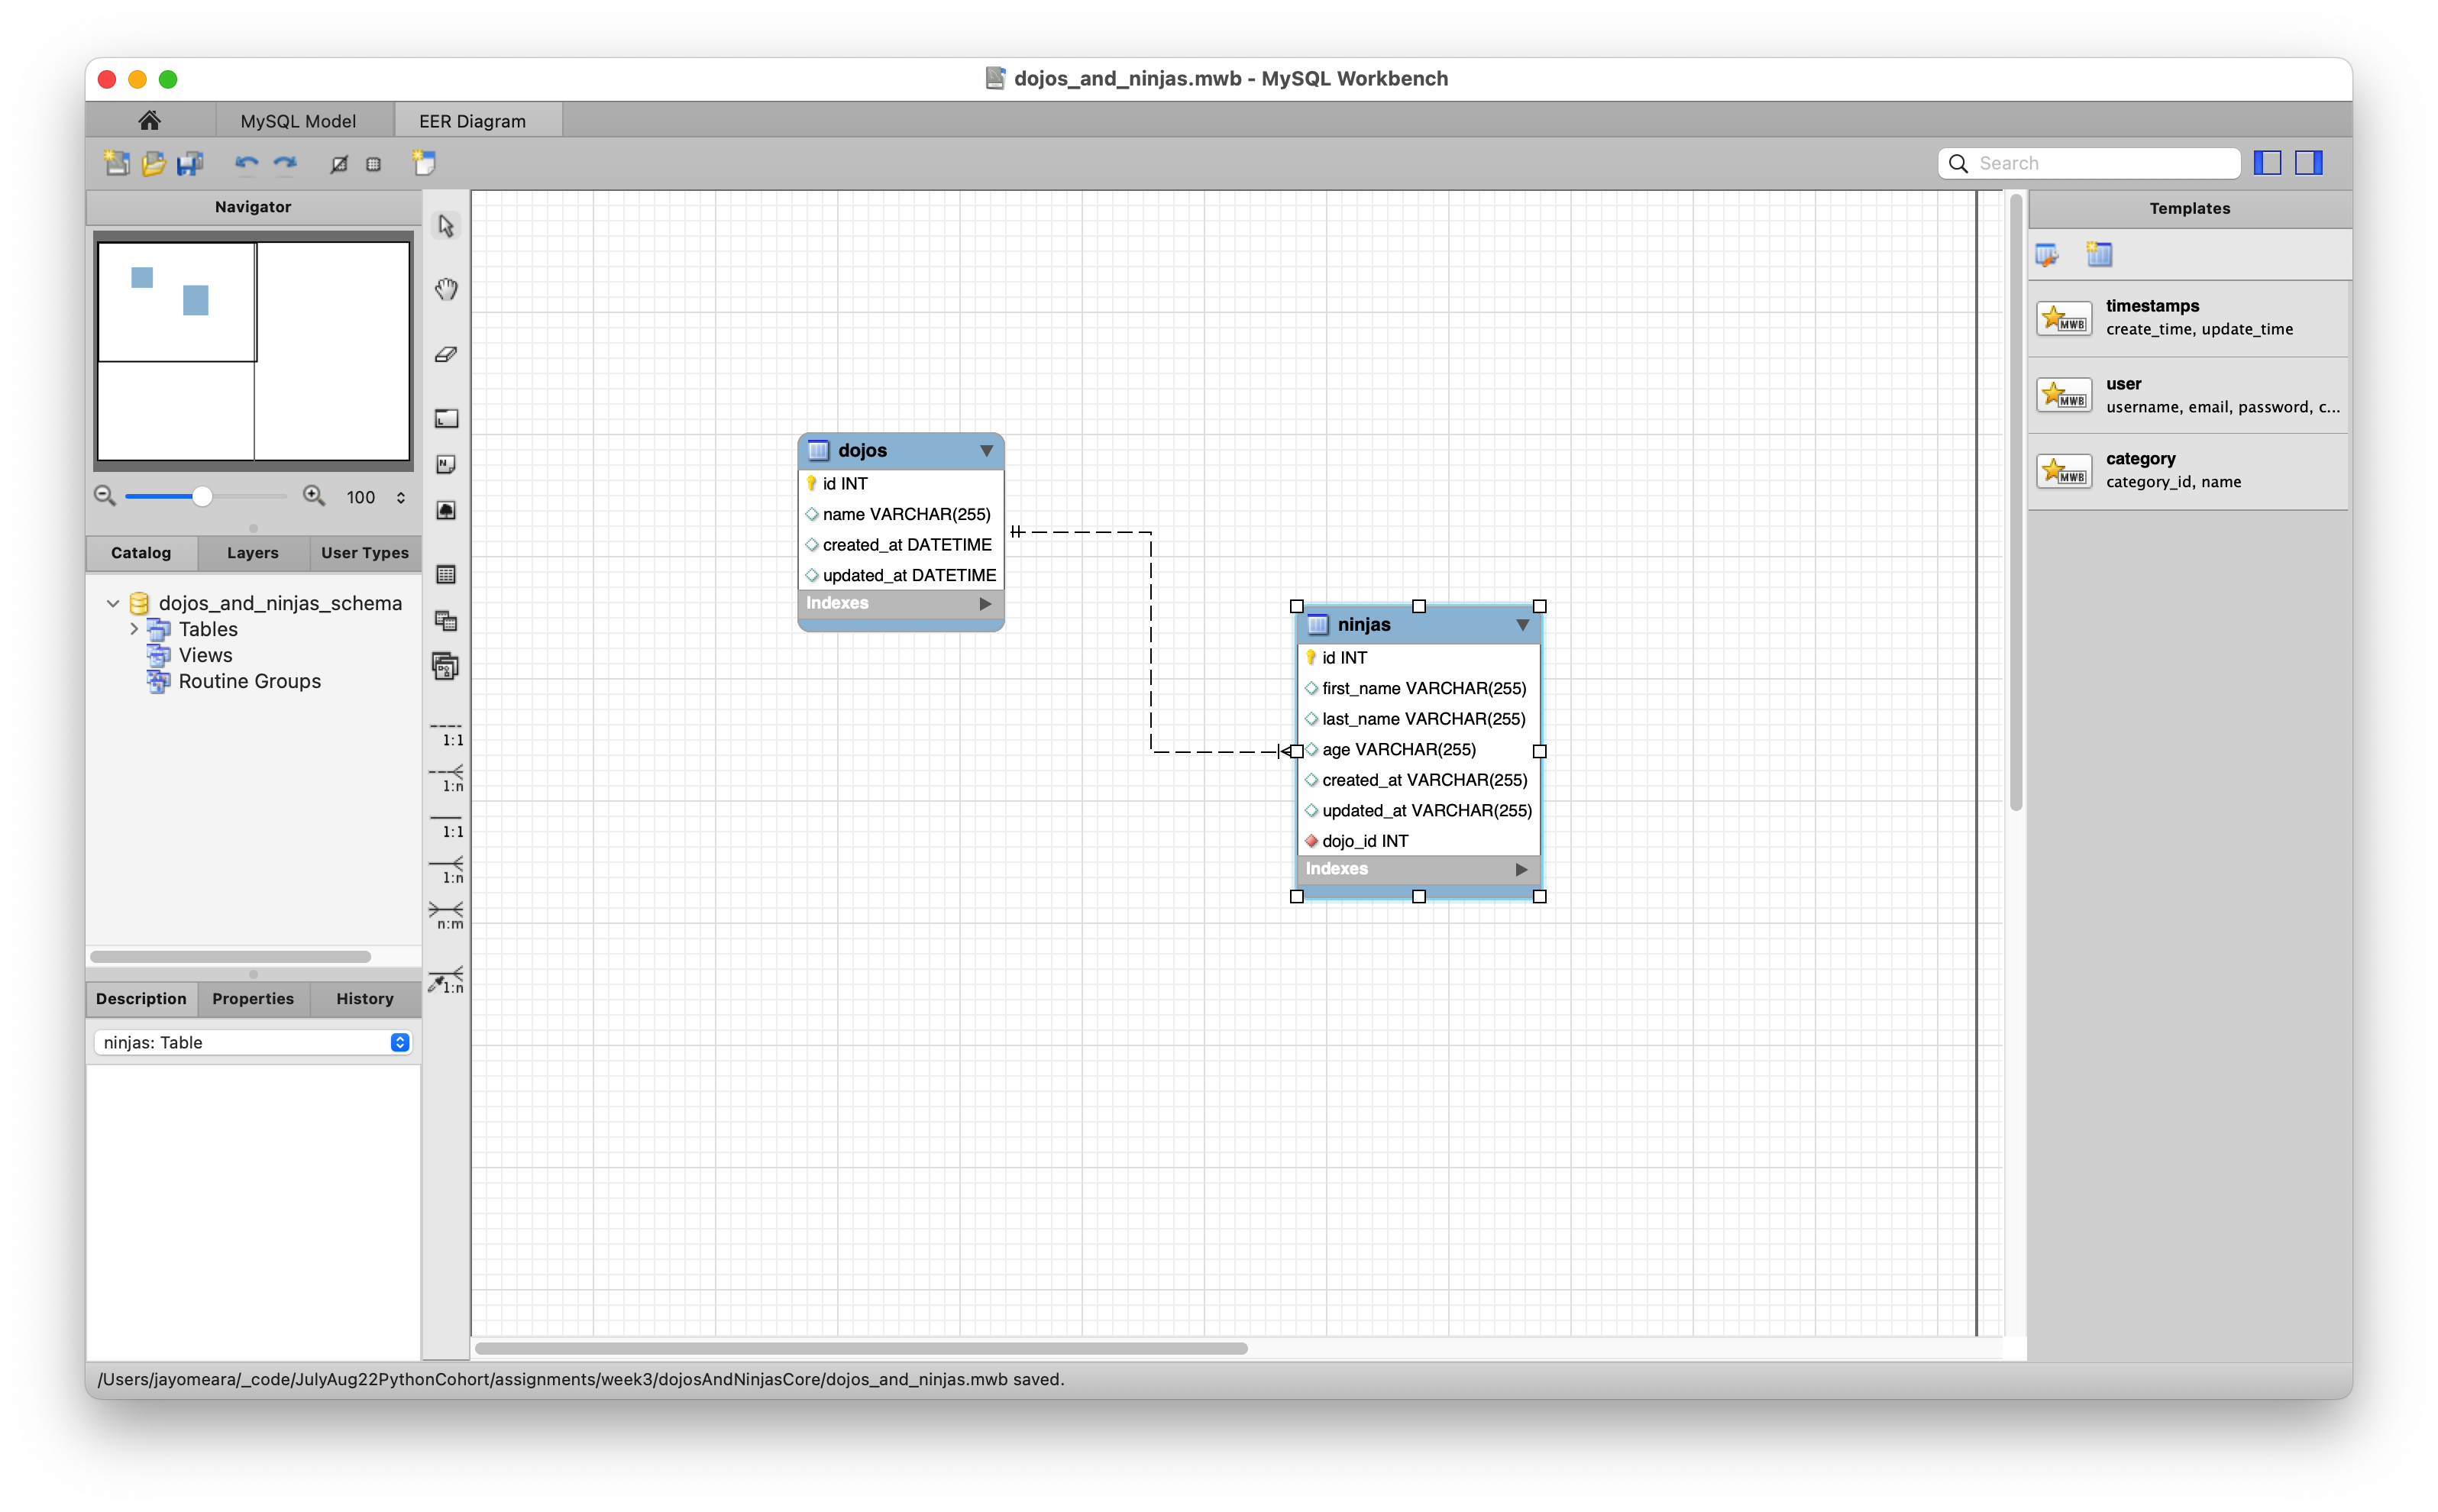 dojos_and_ninjas.mwb - MySQL Workbench
MySQL Model
EER Diagram
Search
Navigator
100
Catalog
Layers
User Types
dojos_and_ninjas_schema
Tables
Views
Routine Groups
Description
Properties
History
ninjas: Table
1:1
1:n
1:1
1:n
n:m
1:n
dojos
id INT
name VARCHAR(255)
created_at DATETIME
updated_at DATETIME
Indexes
ninjas
id INT
first_name VARCHAR(255)
last_name VARCHAR(255)
age VARCHAR(255)
created_at VARCHAR(255)
updated_at VARCHAR(255)
dojo_id INT
Indexes
Templates
MWB
timestamps
create_time, update_time
MWB
user
username, email, password, c...
MWB
category
category_id, name
/Users/jayomeara/_code/JulyAug22PythonCohort/assignments/week3/dojosAndNinjasCore/dojos_and_ninjas.mwb saved.